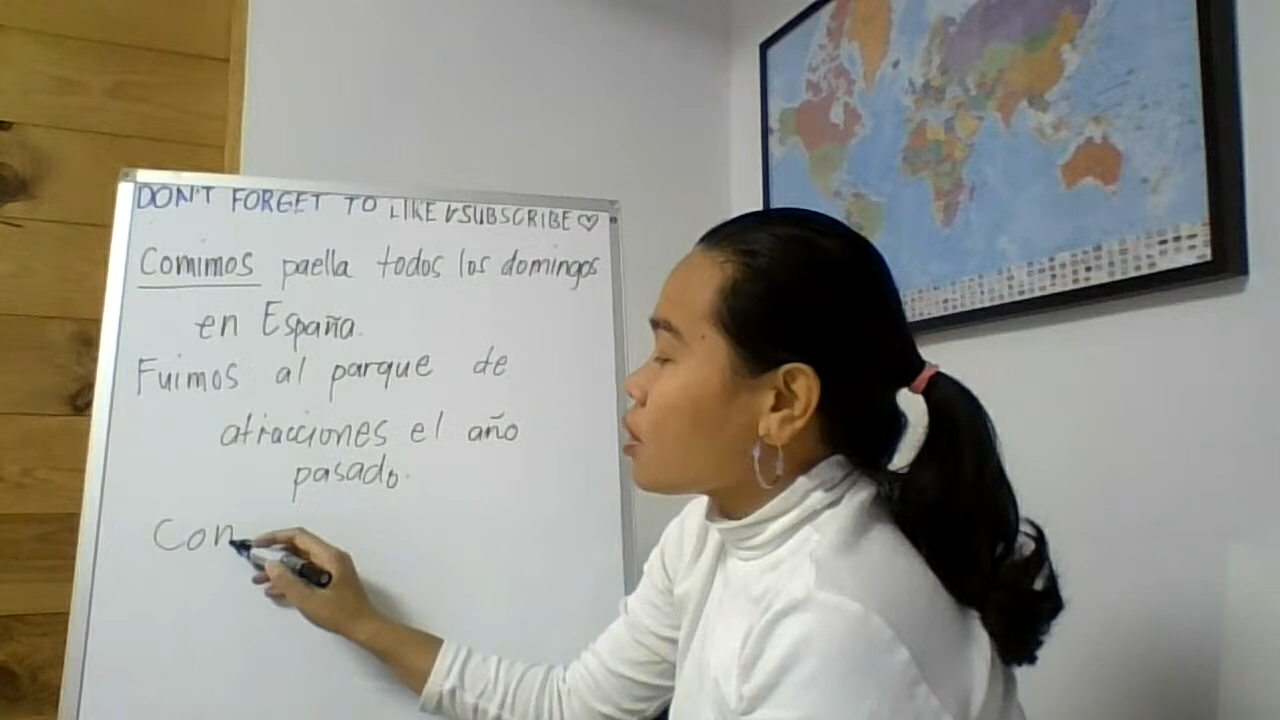 DON'T FORGET TO LIKE & SUBSCRIBE ♡
Comimos paella todos los domingos
en España.
Fuimos al parque de
atracciones el año
pasado.
Con